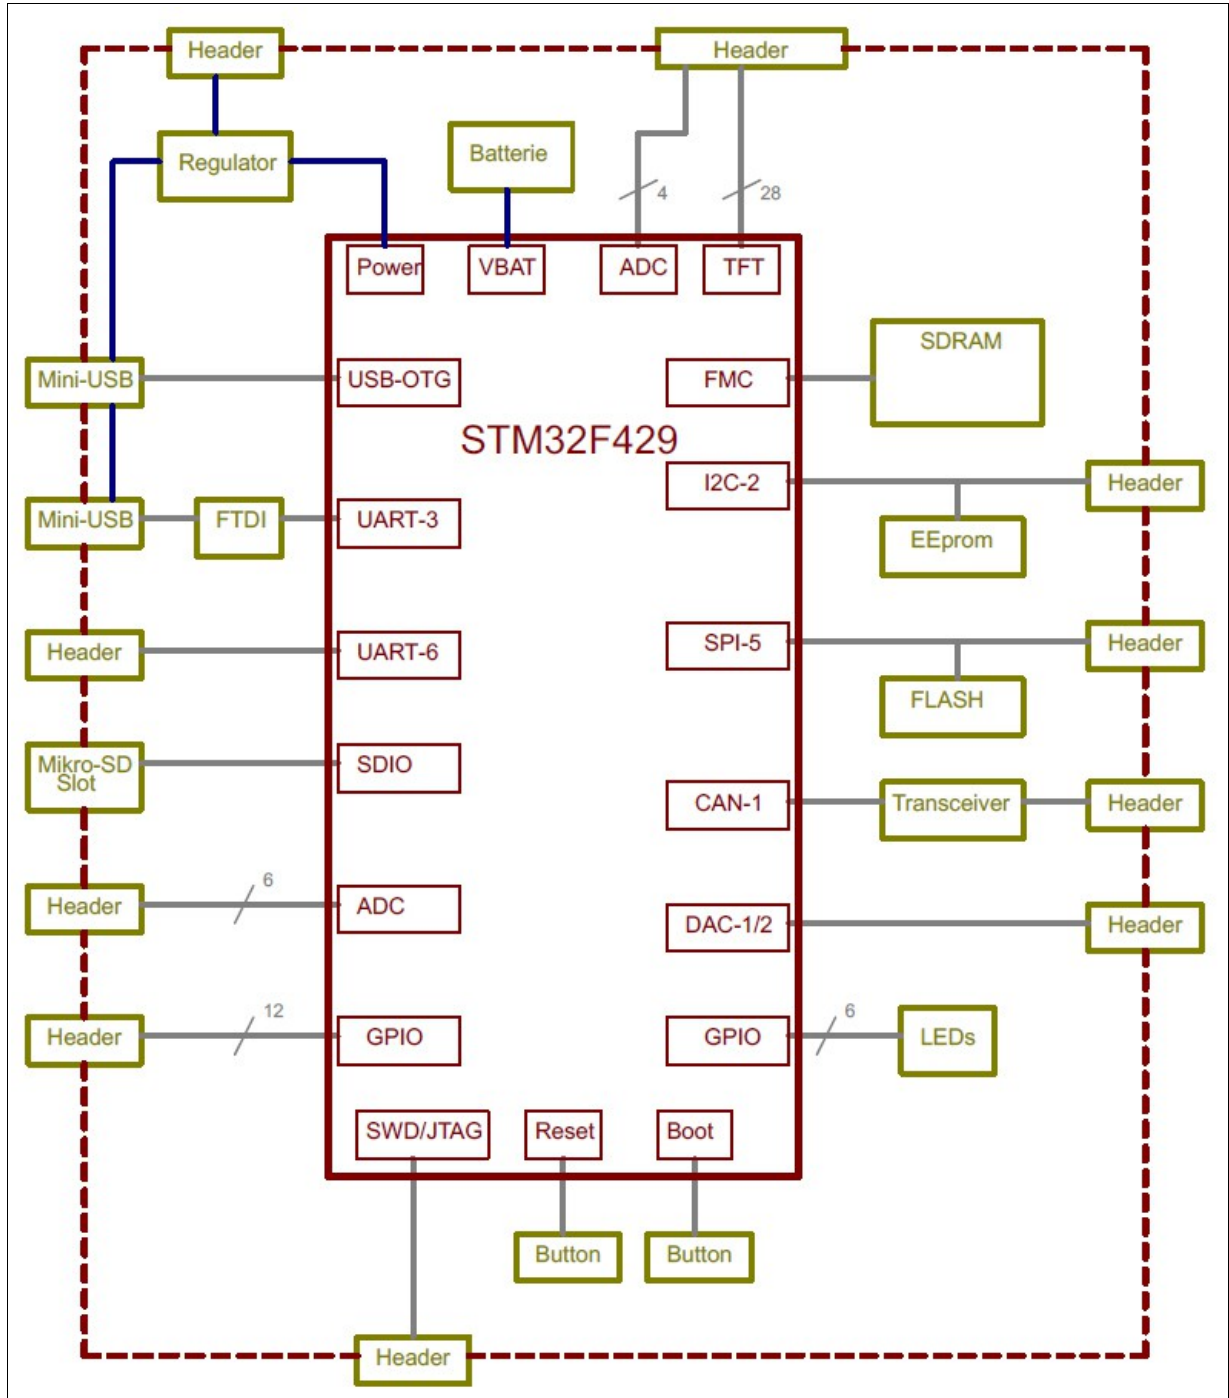 Header
Header
Regulator
Batterie
4
28
Power
VBAT
ADC
TFT
Mini-USB
USB-OTG
FMC
SDRAM
STM32F429
I2C-2
Header
Mini-USB
FTDI
UART-3
EEprom
Header
UART-6
SPI-5
Header
FLASH
Mikro-SD
Slot
SDIO
CAN-1
Transceiver
Header
Header
6
ADC
DAC-1/2
Header
Header
12
GPIO
GPIO
6
LEDs
SWD/JTAG
Reset
Boot
Button
Button
Header